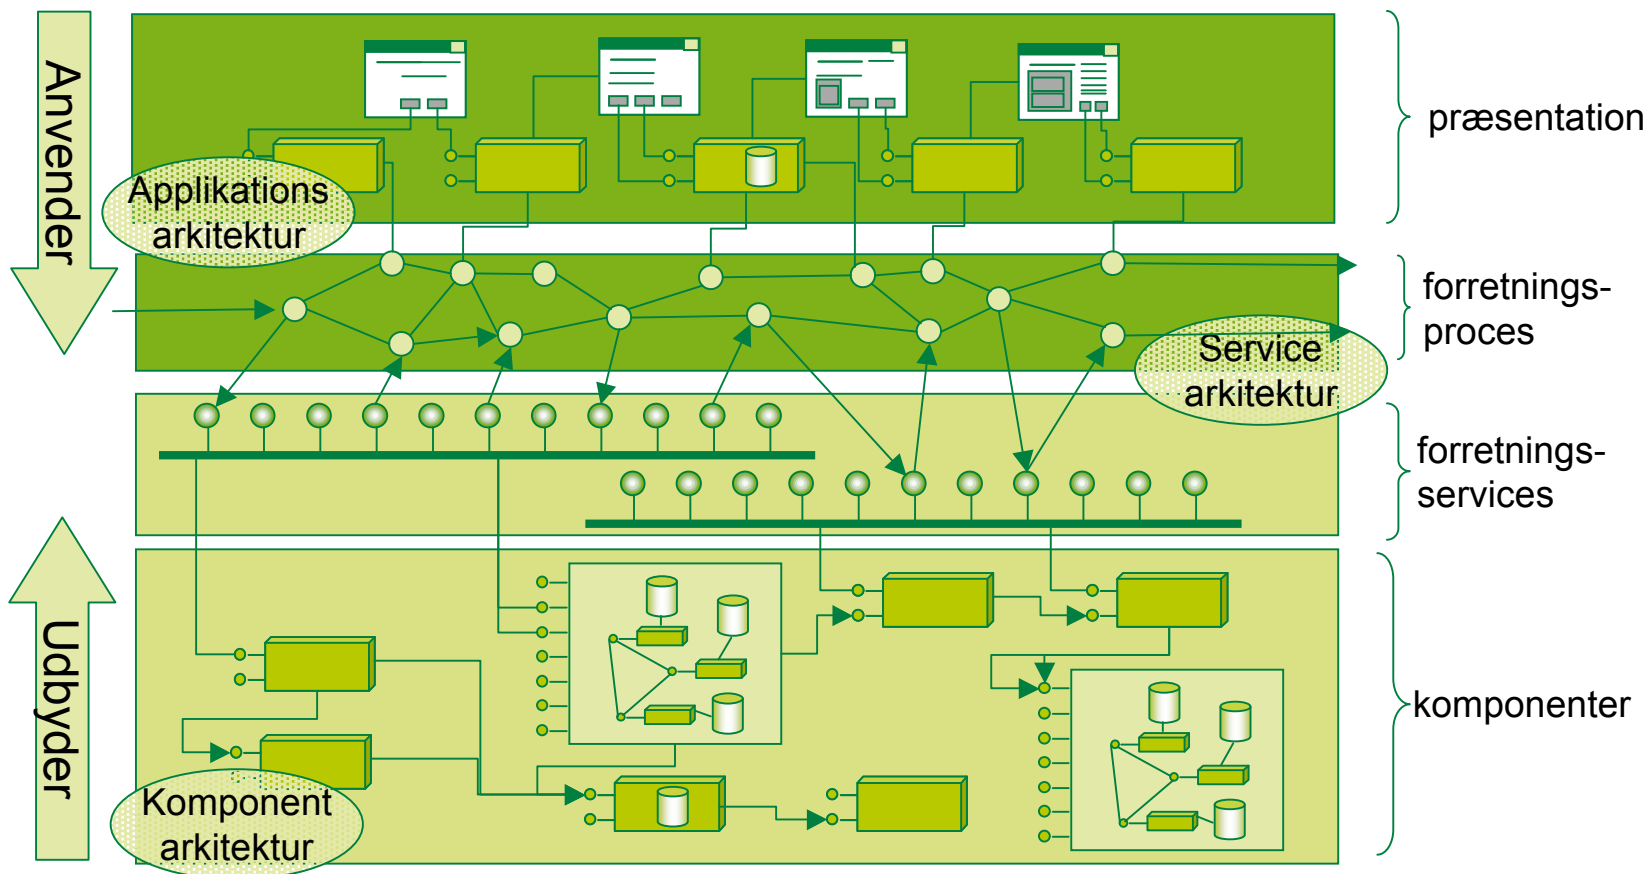 Anvender
Applikations
arkitektur
præsentation
forretnings-
proces
Service
arkitektur
forretnings-
services
Udbyder
Komponent
arkitektur
komponenter